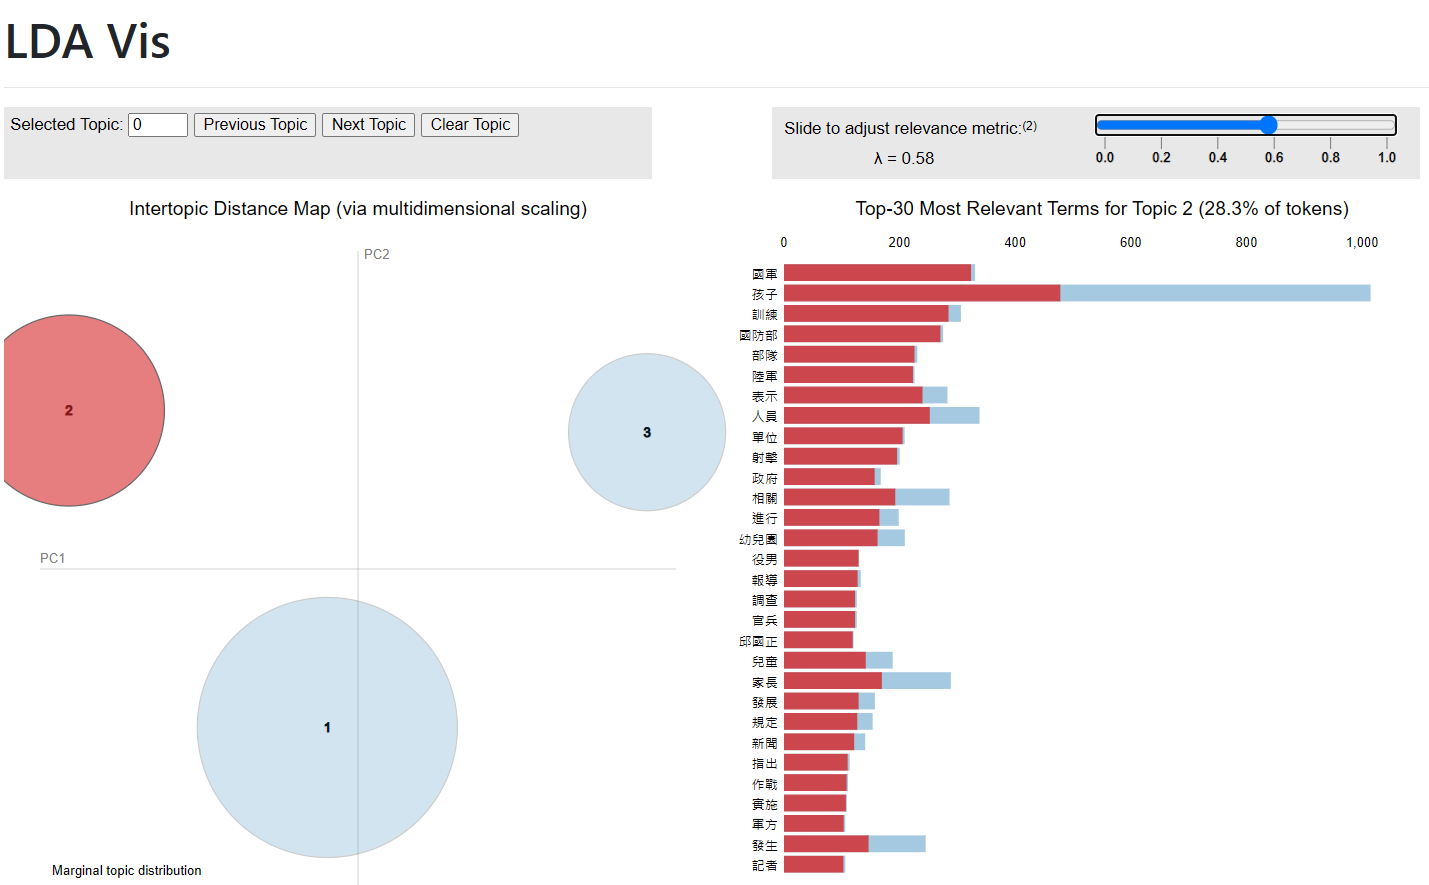 LDA Vis
Selected Topic: 0 Previous Topic Next Topic Clear Topic
Slide to adjust relevance metric:(2)
λ = 0.58
0.0 0.2 0.4 0.6 0.8 1.0
Intertopic Distance Map (via multidimensional scaling)
PC2
PC1
2
3
1
Marginal topic distribution
Top-30 Most Relevant Terms for Topic 2 (28.3% of tokens)
0 200 400 600 800 1,000
國軍
孩子
訓練
國防部
部隊
陸軍
表示
人員
單位
射擊
政府
相關
進行
幼兒園
役男
報導
調查
官兵
邱國正
兒童
家長
發展
規定
新聞
指出
作戰
實施
軍方
發生
記者